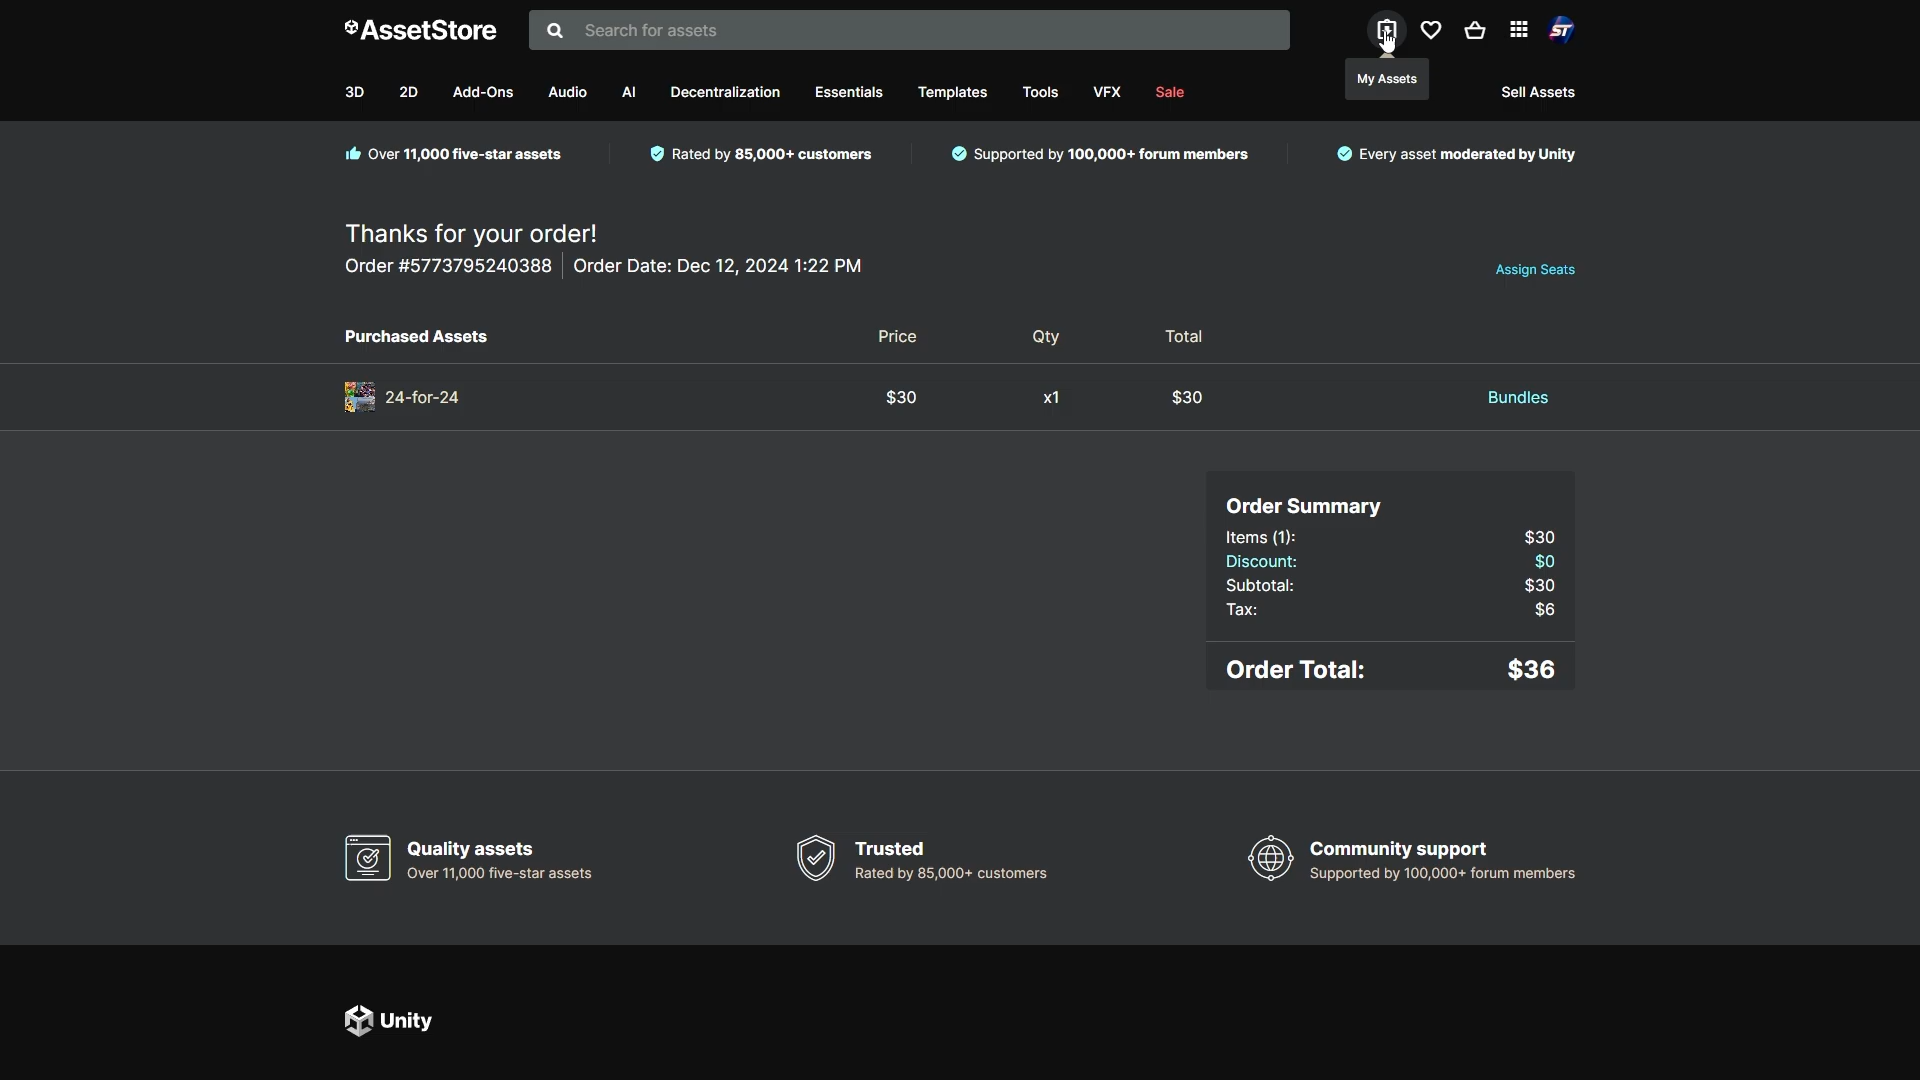 AssetStore
Search for assets
ST
My Assets
3D 2D Add-Ons Audio AI Decentralization Essentials Templates Tools VFX Sale Sell Assets
Over 11,000 five-star assets Rated by 85,000+ customers Supported by 100,000+ forum members Every asset moderated by Unity
Thanks for your order!
Order #5773795240388 Order Date: Dec 12, 2024 1:22 PM
Assign Seats
Purchased Assets Price Qty Total
24-for-24 $30 x1 $30 Bundles
Order Summary
Items (1): $30
Discount: $0
Subtotal: $30
Tax: $6
Order Total: $36
Quality assets
Over 11,000 five-star assets
Trusted
Rated by 85,000+ customers
Community support
Supported by 100,000+ forum members
Unity